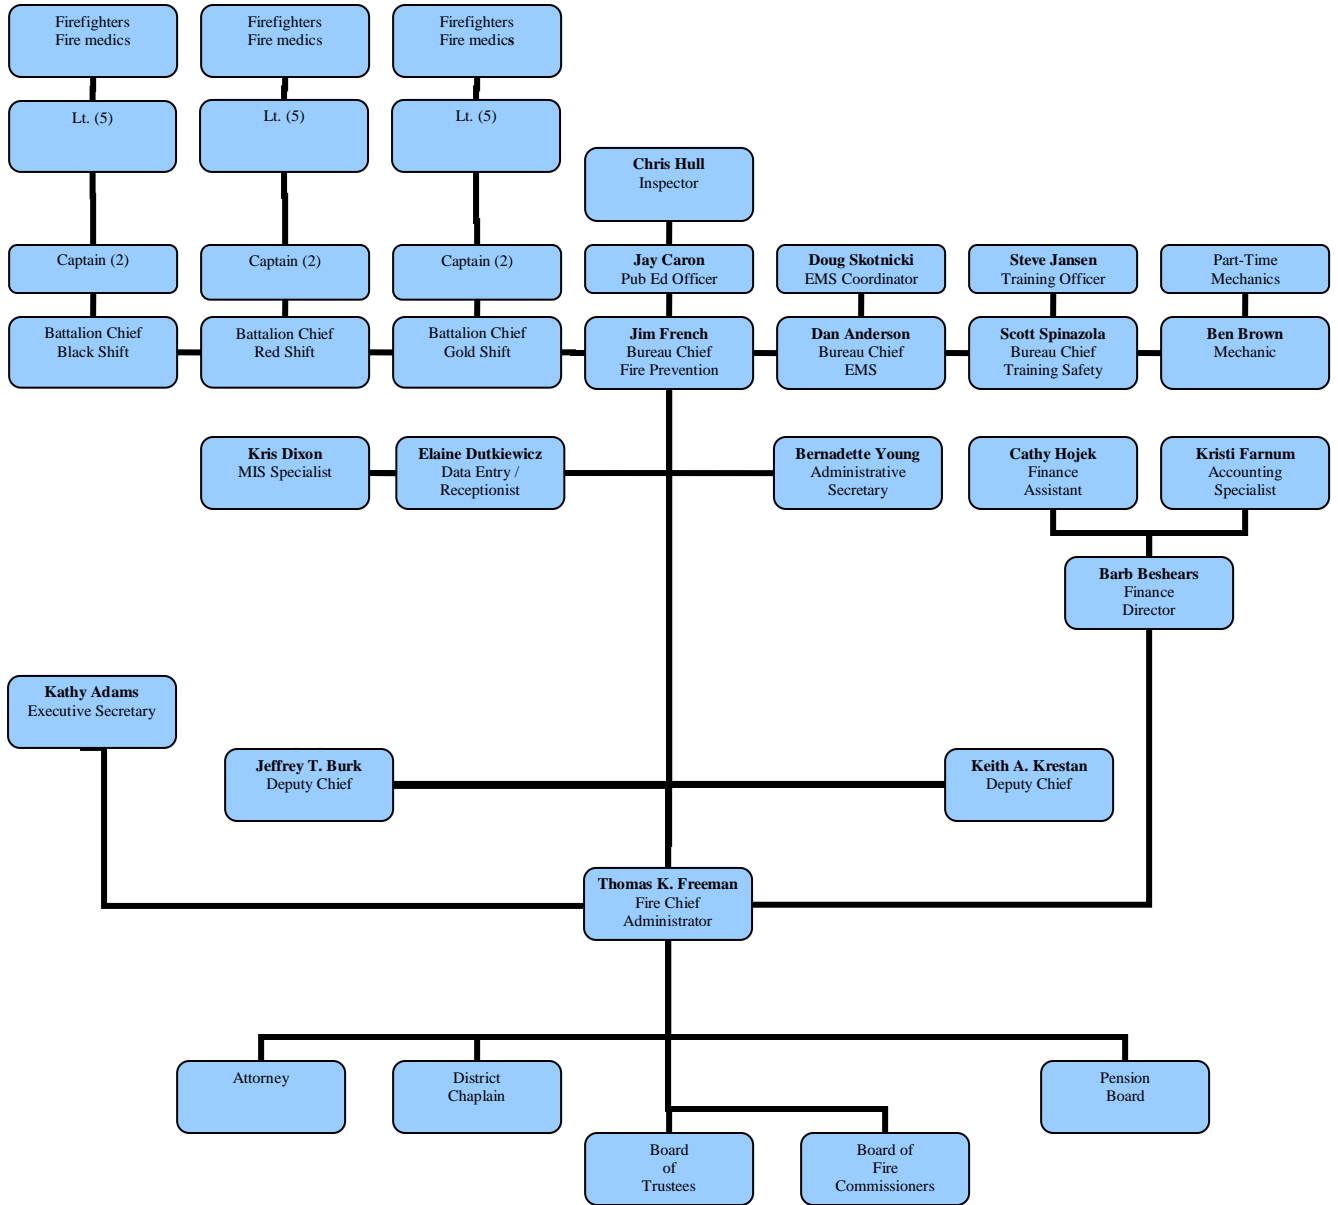 Firefighters
Fire medics
Firefighters
Fire medics
Firefighters
Fire medics
Lt. (5)
Lt. (5)
Lt. (5)
Chris Hull
Inspector
Captain (2)
Captain (2)
Captain (2)
Jay Caron
Pub Ed Officer
Doug Skotnicki
EMS Coordinator
Steve Jansen
Training Officer
Part-Time
Mechanics
Battalion Chief
Black Shift
Battalion Chief
Red Shift
Battalion Chief
Gold Shift
Jim French
Bureau Chief
Fire Prevention
Dan Anderson
Bureau Chief
EMS
Scott Spinazola
Bureau Chief
Training Safety
Ben Brown
Mechanic
Kris Dixon
MIS Specialist
Elaine Dutkiewicz
Data Entry /
Receptionist
Bernadette Young
Administrative
Secretary
Cathy Hojek
Finance
Assistant
Kristi Farnum
Accounting
Specialist
Barb Beshears
Finance
Director
Kathy Adams
Executive Secretary
Jeffrey T. Burk
Deputy Chief
Keith A. Krestan
Deputy Chief
Thomas K. Freeman
Fire Chief
Administrator
Attorney
District
Chaplain
Pension
Board
Board
of
Trustees
Board of
Fire
Commissioners